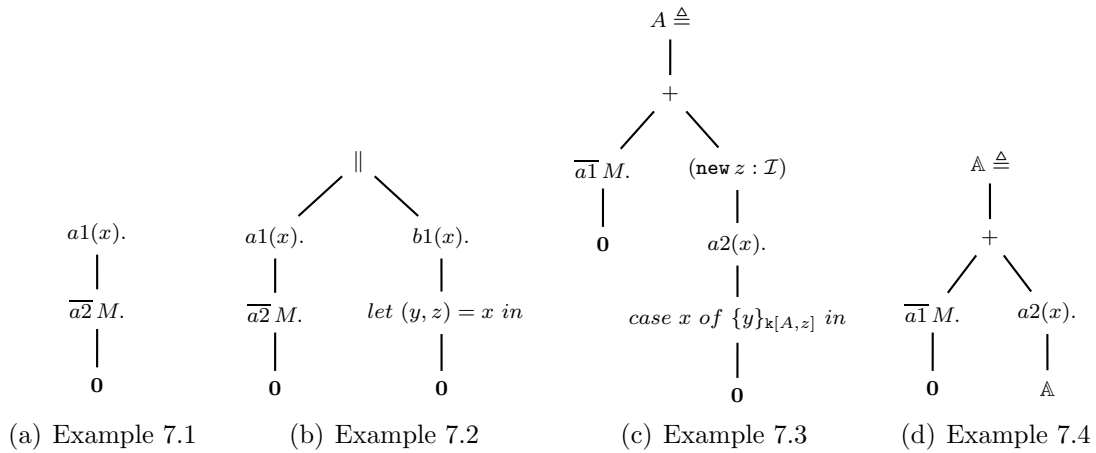 A ≜
+
a1 M.
(new z : I)
0
a2(x).
case x of {y}k[A,z] in
0
∥
a1(x).
b1(x).
a2 M.
let (y, z) = x in
0
0
a1(x).
a2 M.
0
𝔸 ≜
+
a1 M.
a2(x).
0
𝔸
(a) Example 7.1
(b) Example 7.2
(c) Example 7.3
(d) Example 7.4